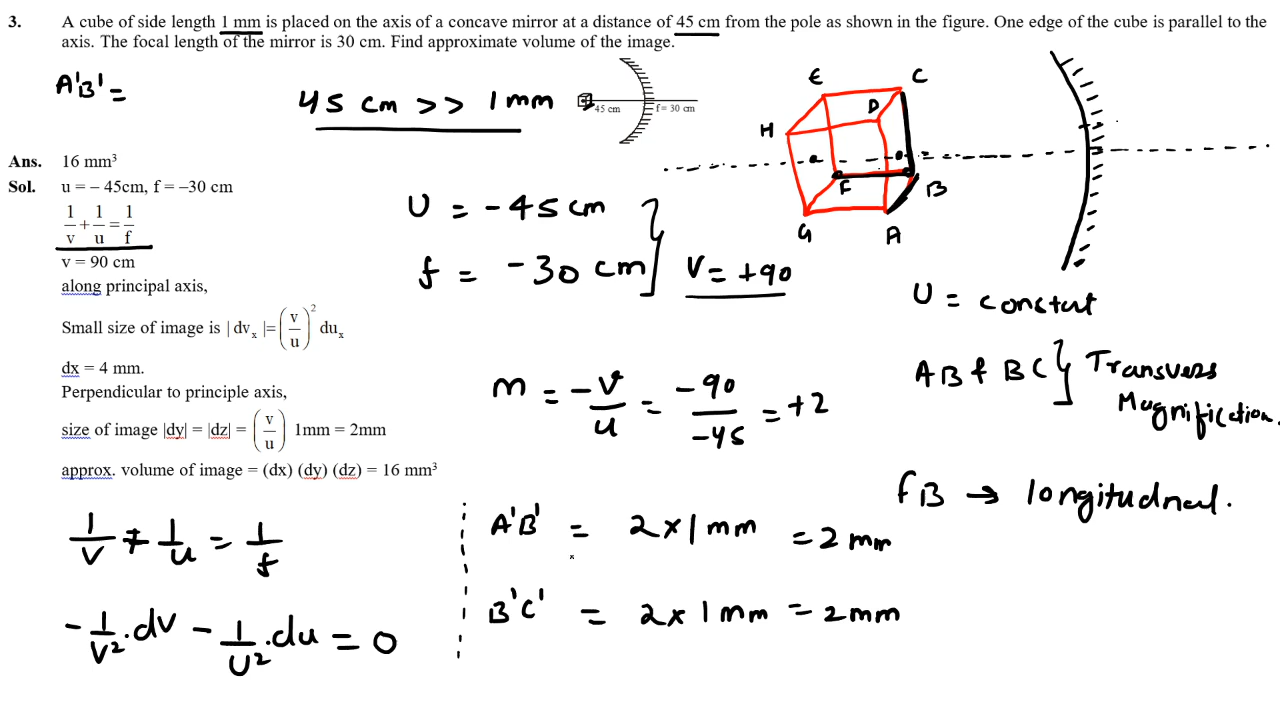 3. A cube of side length 1 mm is placed on the axis of a concave mirror at a distance of 45 cm from the pole as shown in the figure. One edge of the cube is parallel to the
axis. The focal length of the mirror is 30 cm. Find approximate volume of the image.
A'B' =
45 cm >> 1 mm
45 cm
f= 30 cm
E
C
D
H
F
B
G
A
Ans. 16 mm³
Sol. u = – 45cm, f = –30 cm
1/v + 1/u = 1/f
v = 90 cm
along principal axis,
Small size of image is | dvₓ |= (v/u)² duₓ
dx = 4 mm.
Perpendicular to principle axis,
size of image |dy| = |dz| = (v/u) 1mm = 2mm
approx. volume of image = (dx) (dy) (dz) = 16 mm³
U = -45 cm
f = -30 cm
V = +90
U = constat
AB & BC } Transvers
Magnification.
m = -v/u = -90/-45 = +2
FB → longitudnal.
1/v + 1/u = 1/f
-1/v² . dv - 1/u² . du = 0
A'B' = 2 x 1 mm = 2 mm
B'C' = 2 x 1 mm = 2 mm